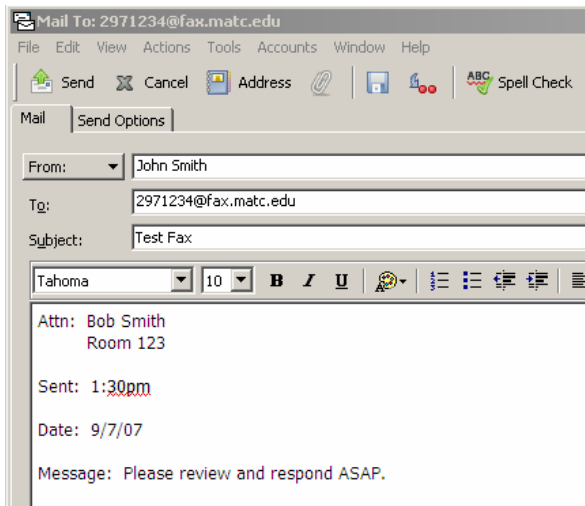 Mail To: 2971234@fax.matc.edu
File Edit View Actions Tools Accounts Window Help
Send Cancel Address ABC Spell Check
Mail Send Options
From: John Smith
To: 2971234@fax.matc.edu
Subject: Test Fax
Tahoma 10 B I U
Attn: Bob Smith
Room 123
Sent: 1:30pm
Date: 9/7/07
Message: Please review and respond ASAP.